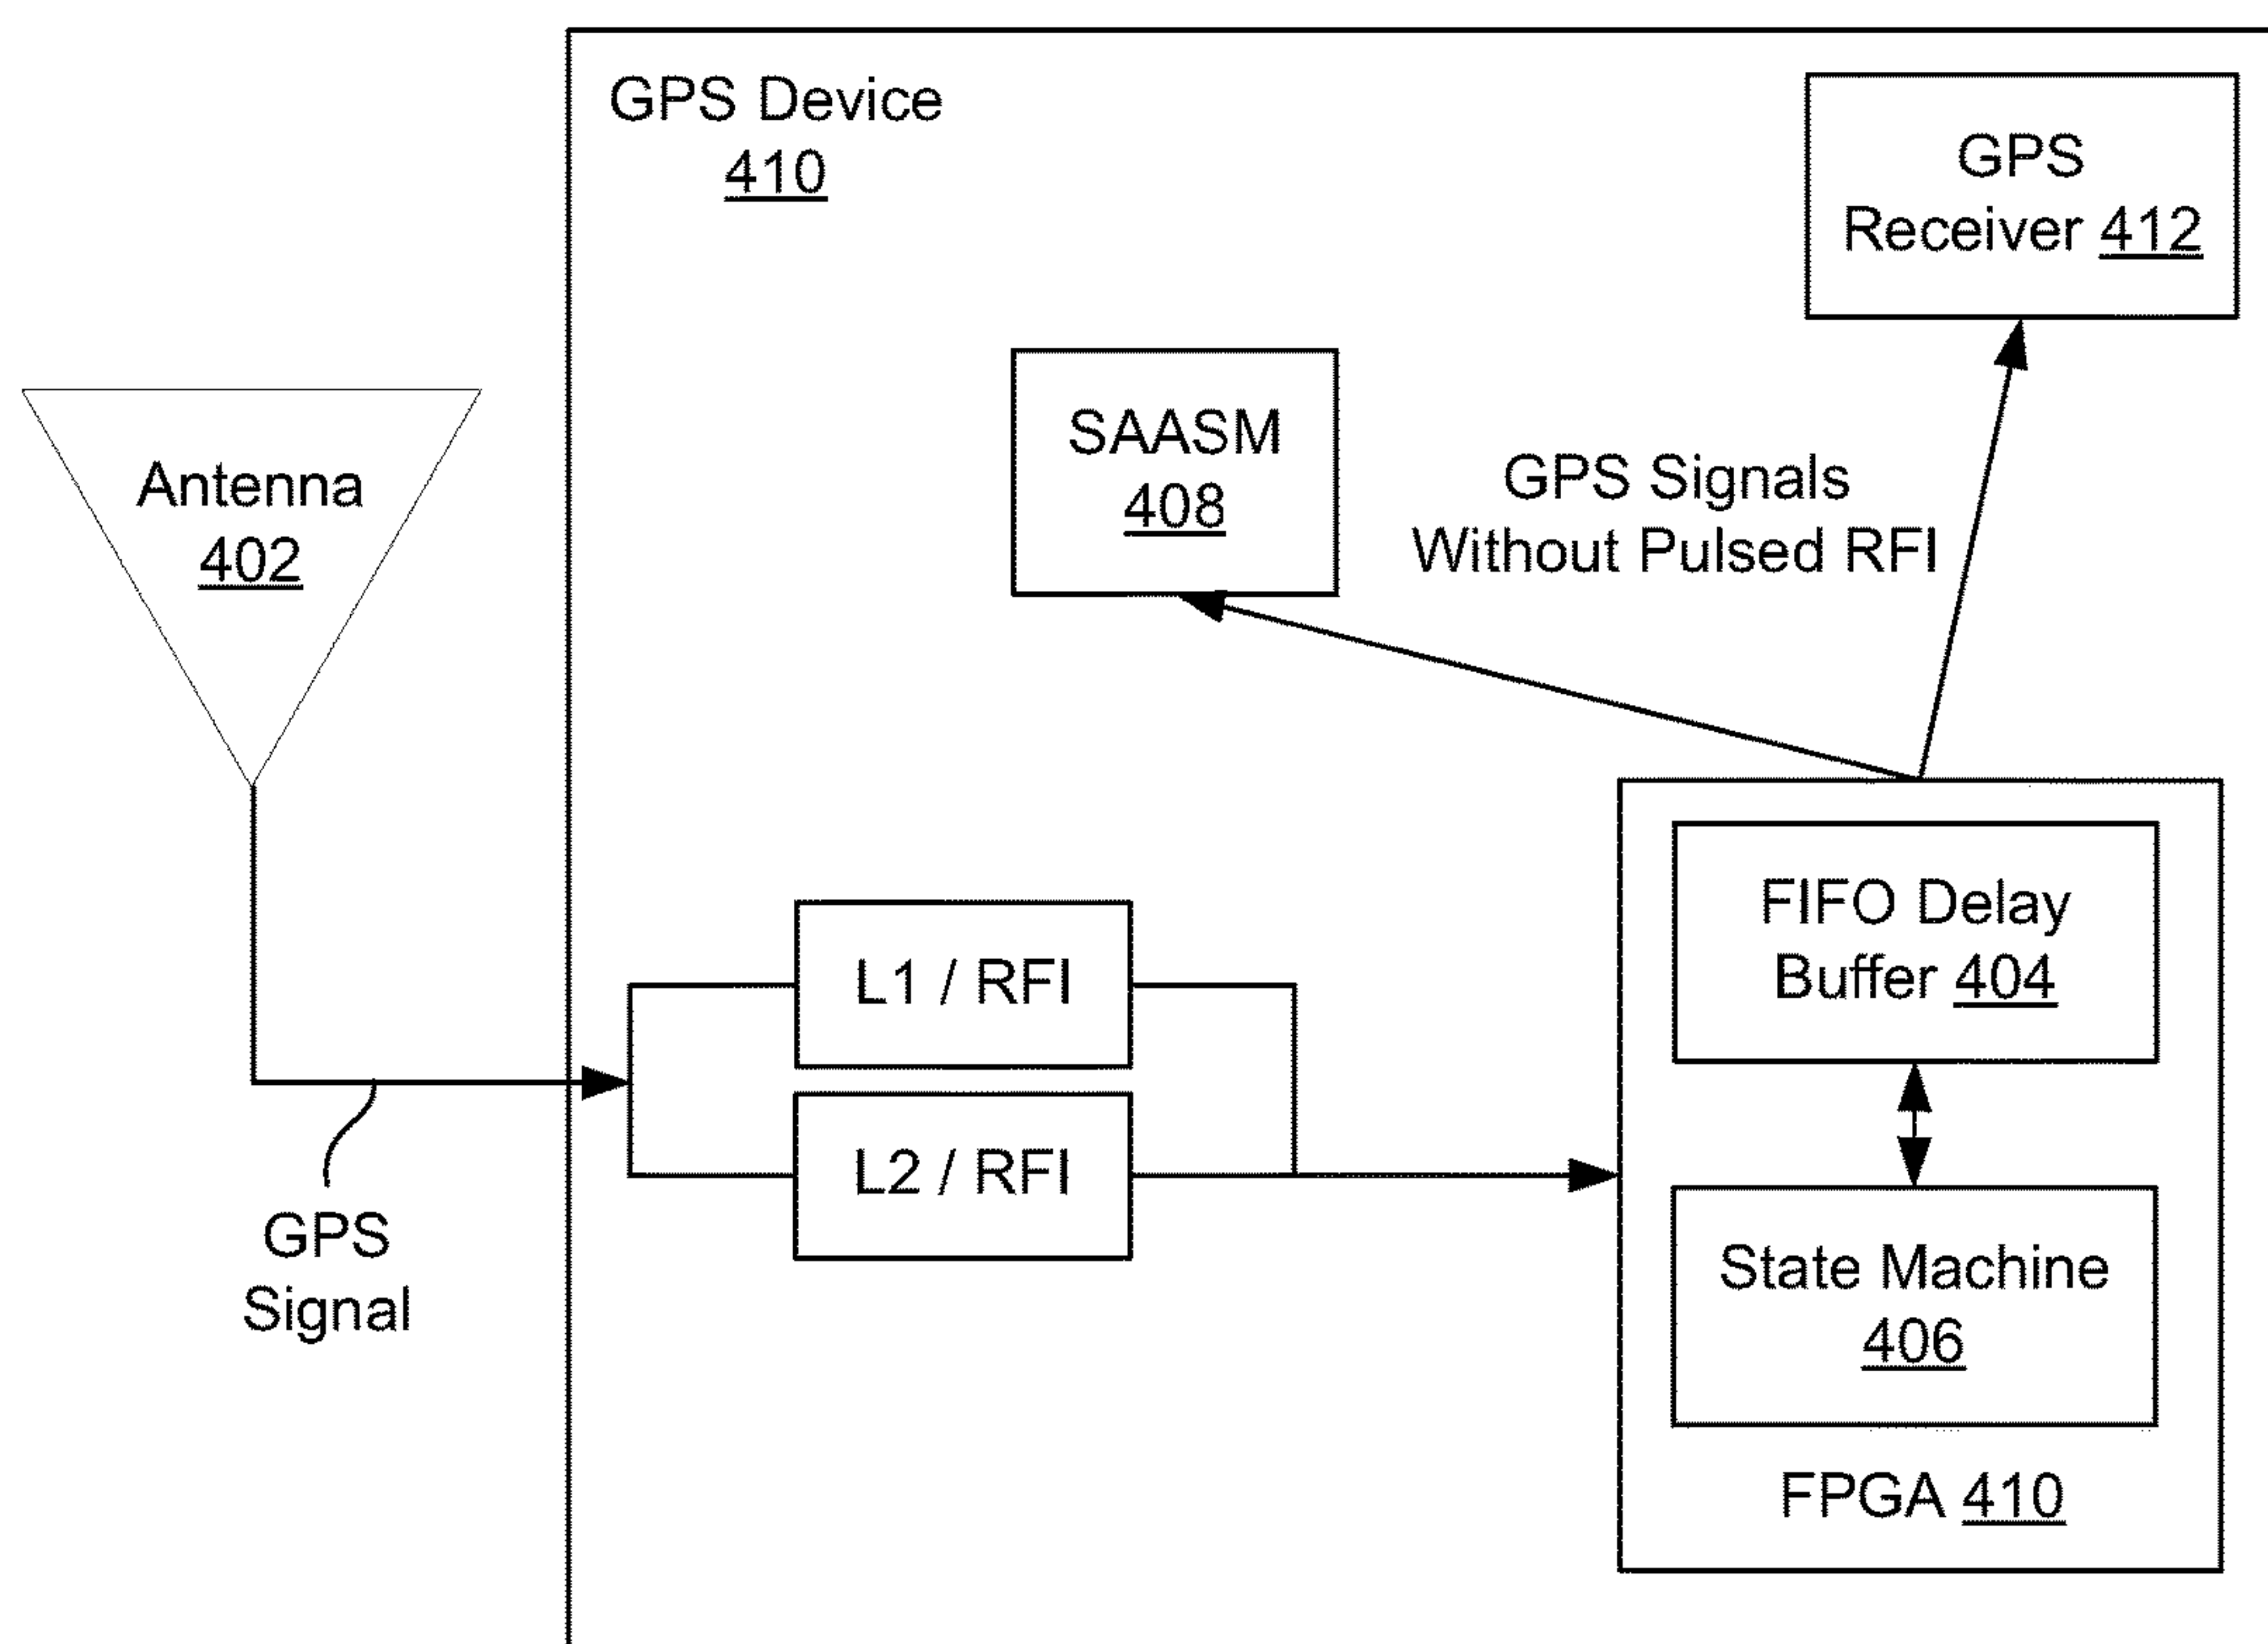 GPS Device
410
GPS
Receiver 412
SAASM
408
GPS Signals
Without Pulsed RFI
Antenna
402
FIFO Delay
Buffer 404
L1 / RFI
L2 / RFI
State Machine
406
GPS
Signal
FPGA 410